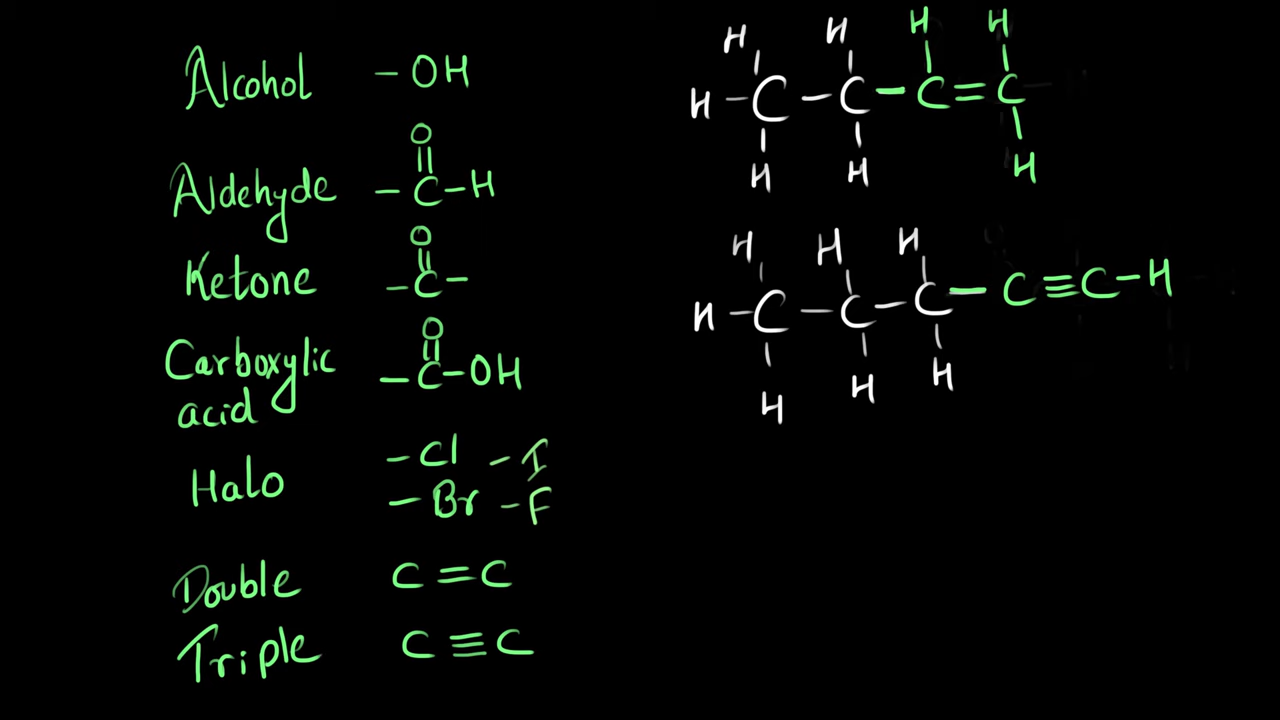 Alcohol – OH
O
||
Aldehyde – C – H
O
||
Ketone – C –
O
||
Carboxylic – C – OH
acid
Halo – Cl – I
– Br – F
Double C = C
Triple C ≡ C
H H H H
H – C – C – C = C
H H H
H H H
H – C – C – C – C ≡ C – H
H H H